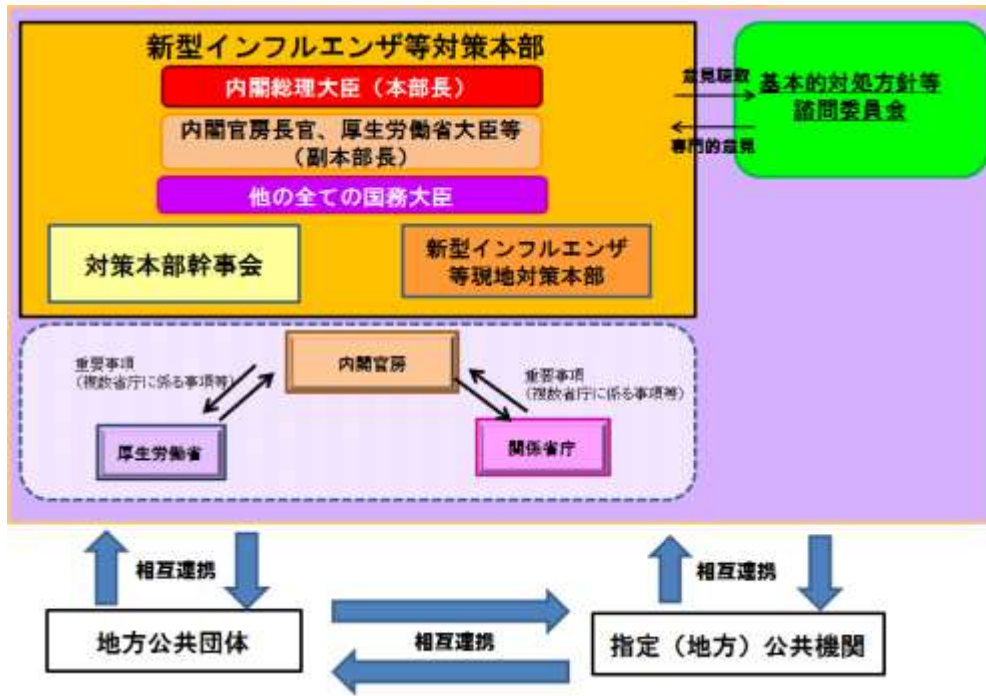 新型インフルエンザ等対策本部
内閣総理大臣（本部長）
内閣官房長官、厚生労働省大臣等
（副本部長）
他の全ての国務大臣
対策本部幹事会
新型インフルエンザ
等現地対策本部
意見聴取
専門的意見
基本的対処方針等
諮問委員会
内閣官房
重要事項
（複数省庁に係る事項等）
重要事項
（複数省庁に係る事項等）
厚生労働省
関係省庁
相互連携
相互連携
地方公共団体
相互連携
指定（地方）公共機関